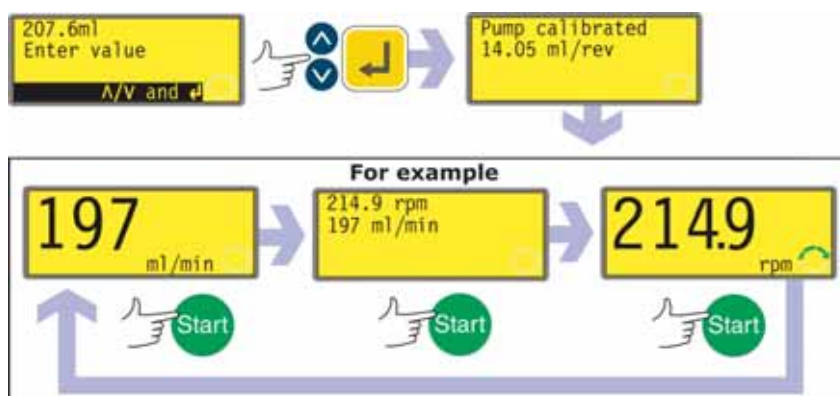 207.6ml
Enter value
∧/∨ and ↵
Pump calibrated
14.05 ml/rev
For example
197
ml/min
214.9 rpm
197 ml/min
214.9
rpm
Start
Start
Start